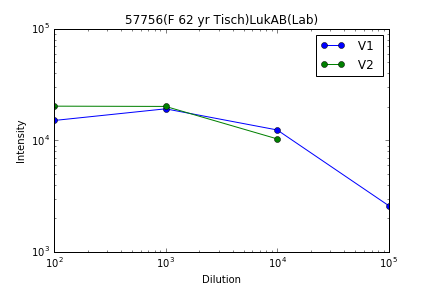 57756(F 62 yr Tisch)LukAB(Lab)
10^5
V1
V2
Intensity
10^4
10^3
10^2 10^3 10^4 10^5
Dilution